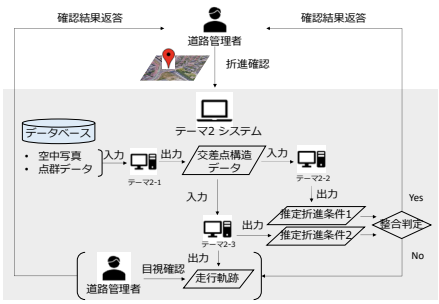 確認結果返答
確認結果返答
道路管理者
折進確認
テーマ2 システム
データベース
• 空中写真
• 点群データ
入力
出力
交差点構造
データ
入力
テーマ2-1
テーマ2-2
入力
出力
推定折進条件1
Yes
整合判定
出力
推定折進条件2
テーマ2-3
No
出力
目視確認
走行軌跡
道路管理者